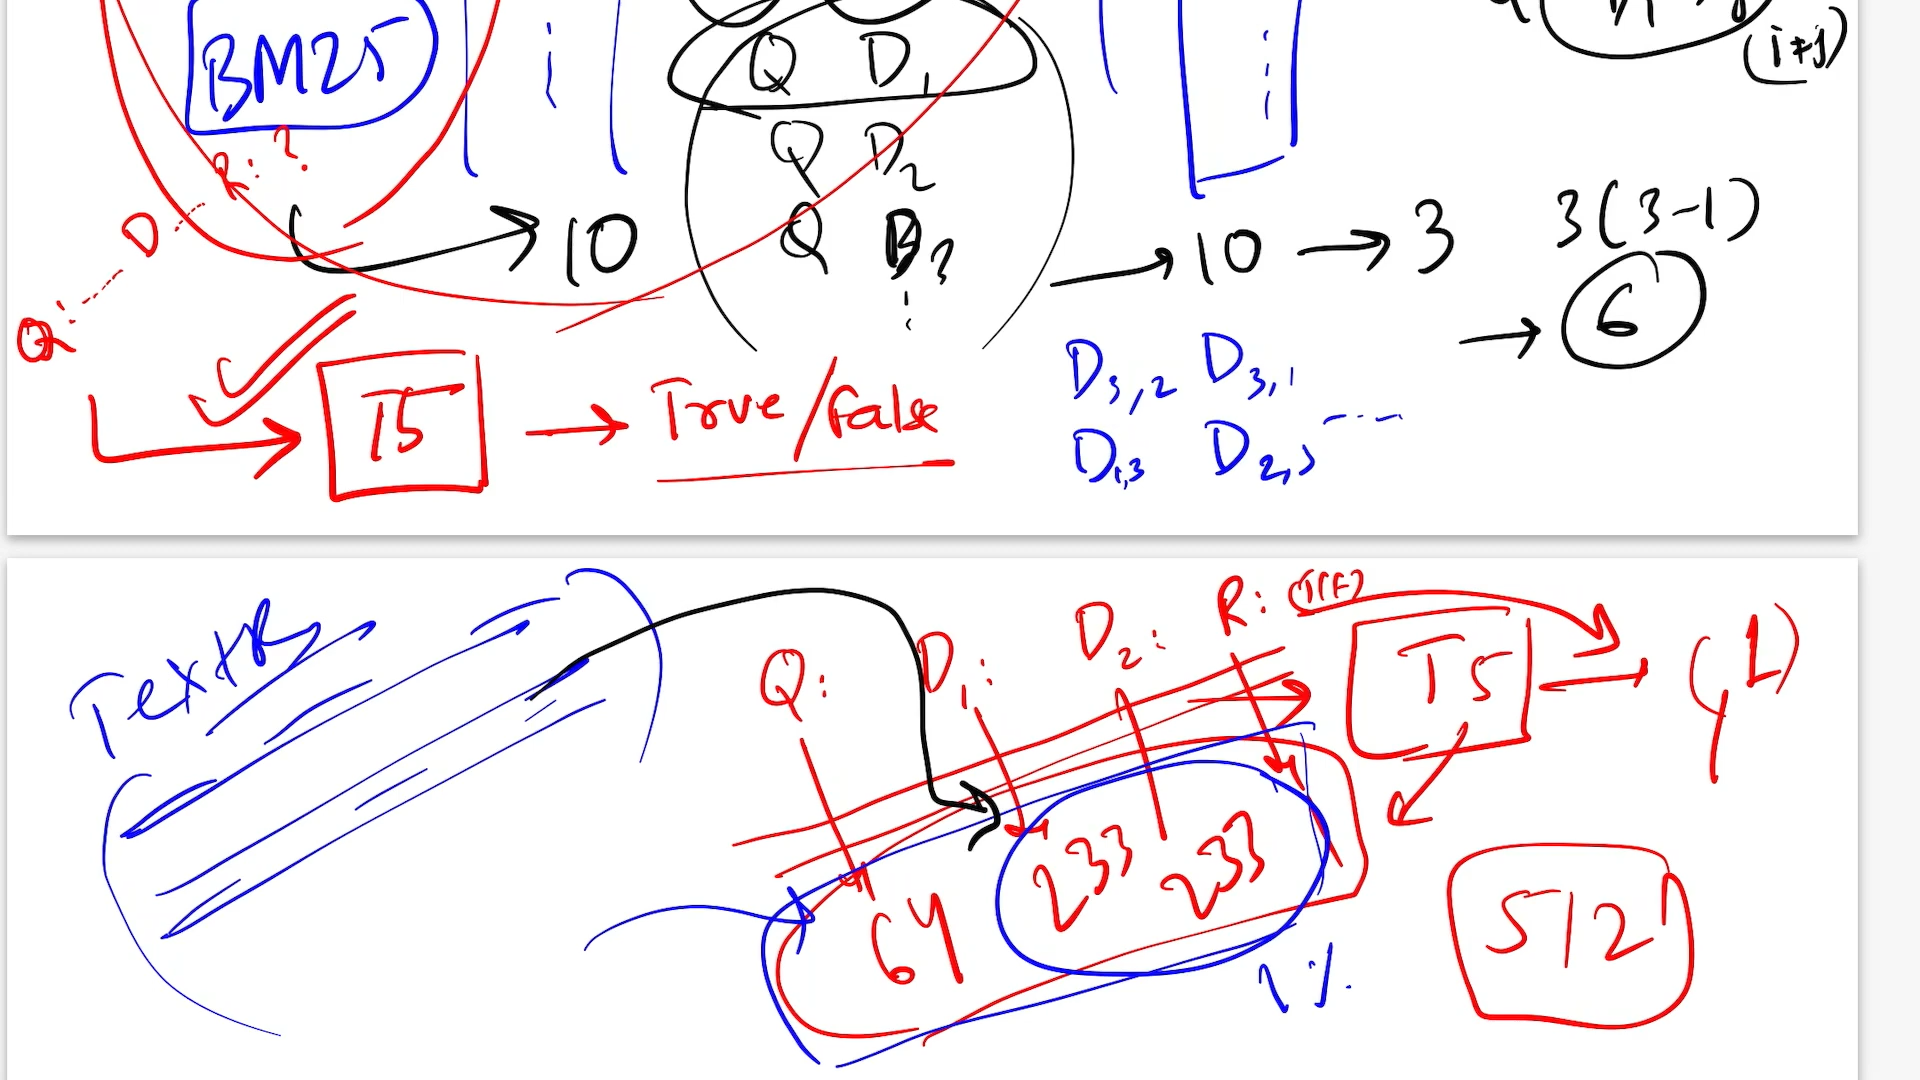 BM25
Q D1
(i≠j)
Q D2
R: ?
Q D3
D
10
10 → 3
3(3-1)
6
Q:
D3,2 D3,1
T5 → True/False
D1,3 D2,3 ---
R: (T/F)
D2:
TextR
D1:
Q:
T5
1)
233
233
64
512
1%.